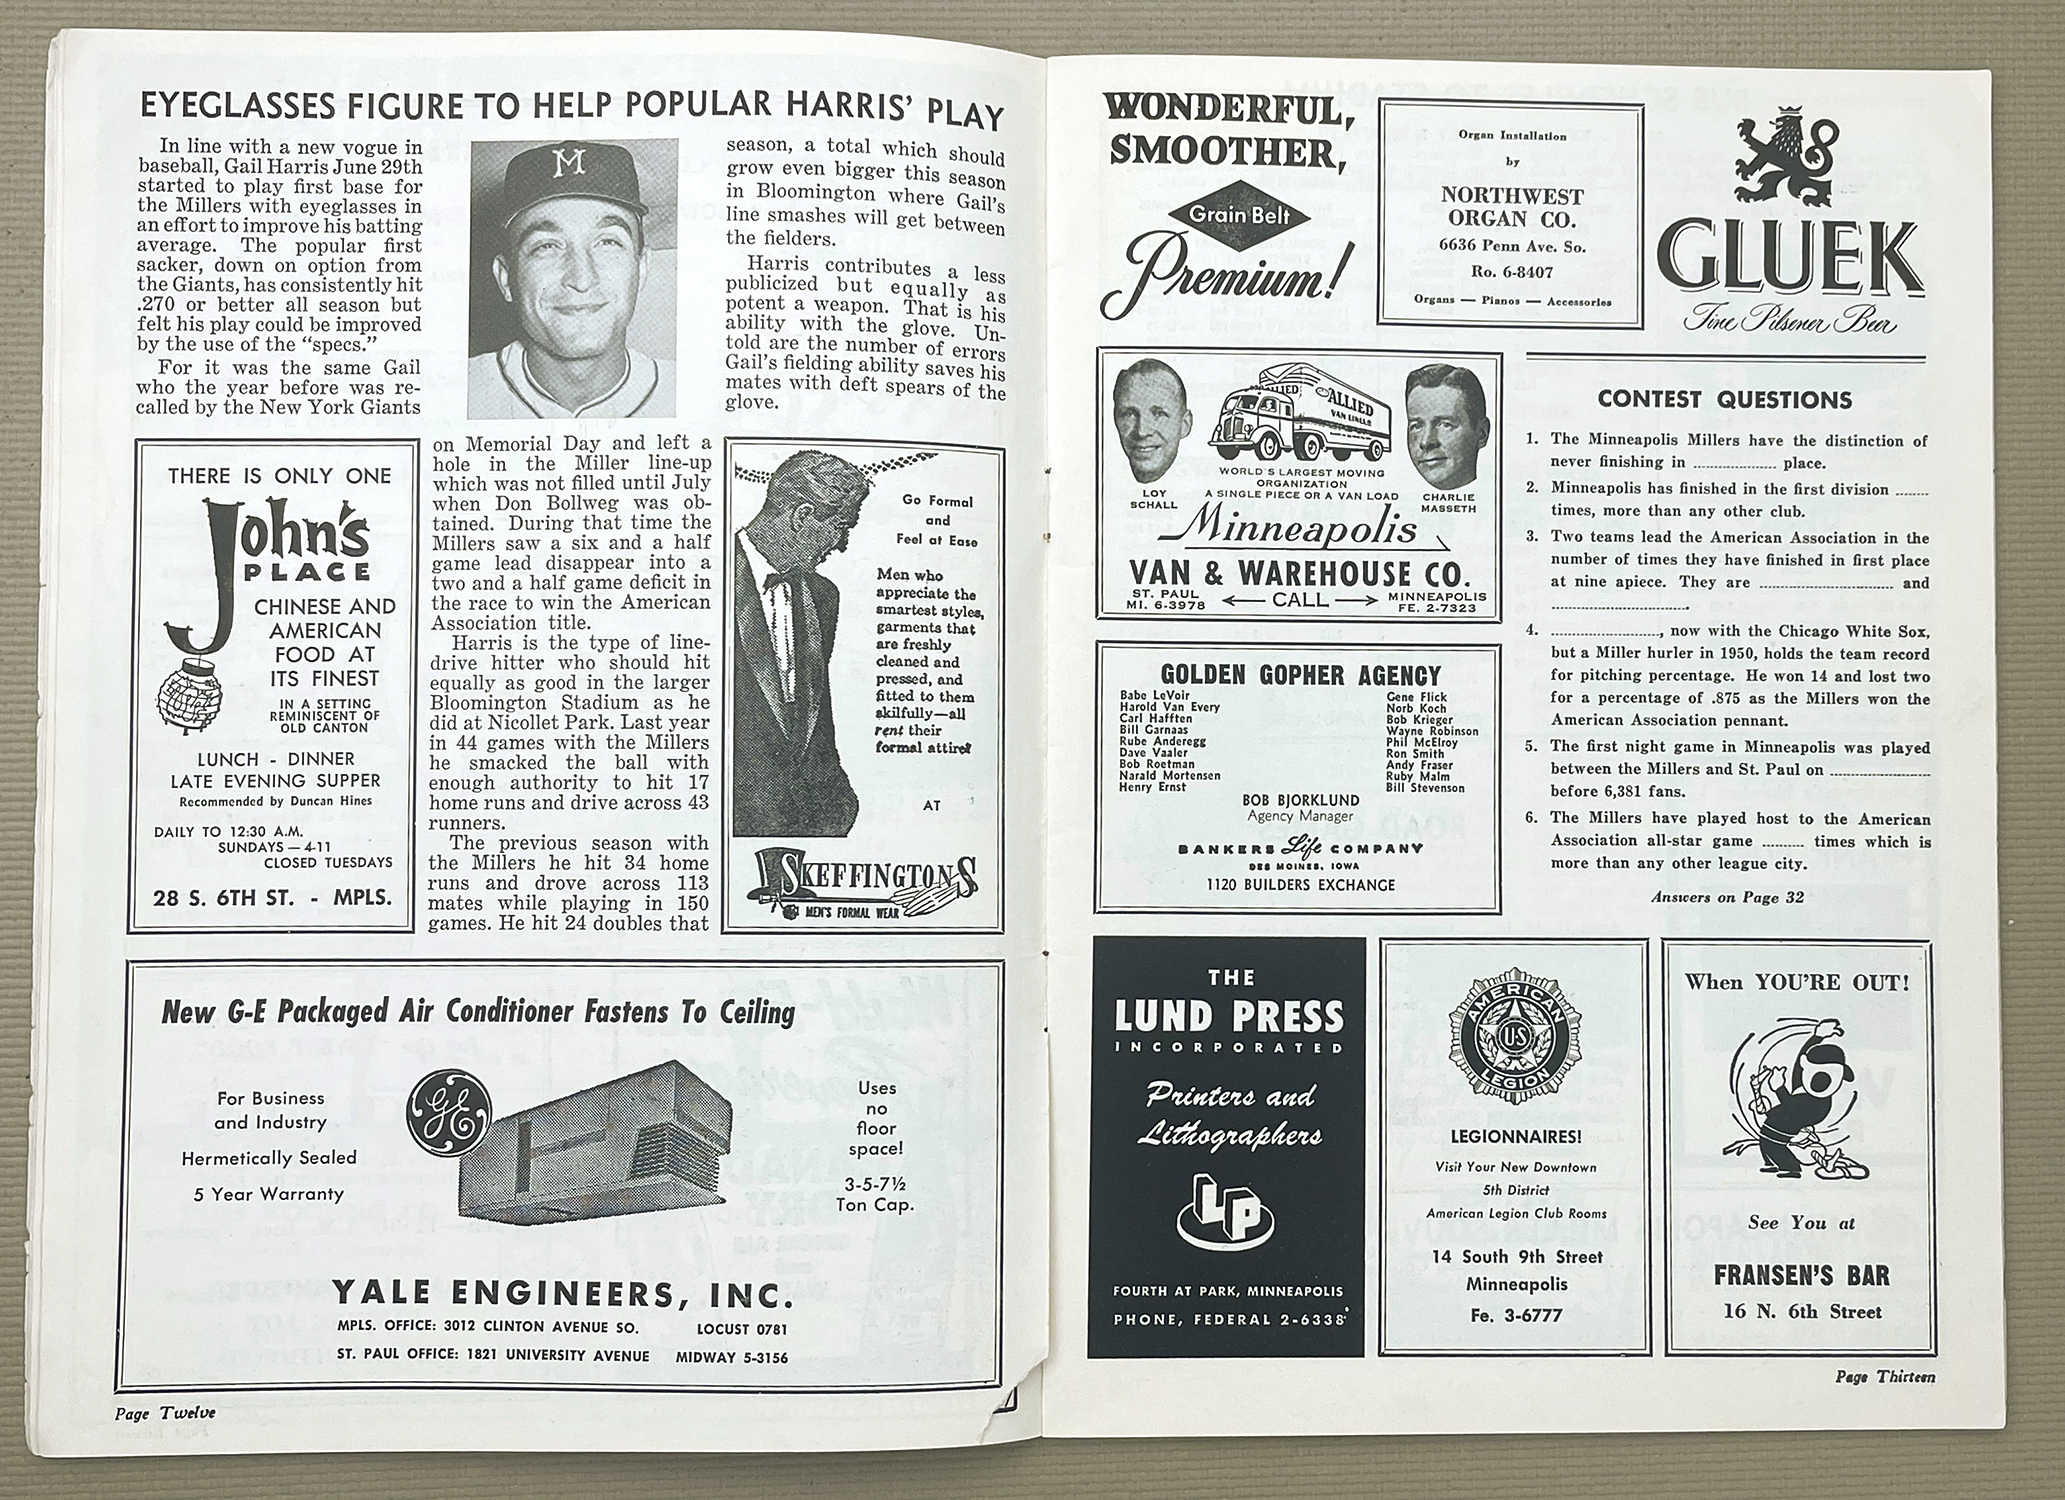 EYEGLASSES FIGURE TO HELP POPULAR HARRIS' PLAY
In line with a new vogue in
baseball, Gail Harris June 29th
started to play first base for
the Millers with eyeglasses in
an effort to improve his batting
average. The popular first
sacker, down on option from
the Giants, has consistently hit
.270 or better all season but
felt his play could be improved
by the use of the "specs."
For it was the same Gail
who the year before was re-
called by the New York Giants
M
on Memorial Day and left a
hole in the Miller line-up
which was not filled until July
when Don Bollweg was ob-
tained. During that time the
Millers saw a six and a half
game lead disappear into a
two and a half game deficit in
the race to win the American
Association title.
Harris is the type of line-
drive hitter who should hit
equally as good in the larger
Bloomington Stadium as he
did at Nicollet Park. Last year
in 44 games with the Millers
he smacked the ball with
enough authority to hit 17
home runs and drive across 43
runners.
The previous season with
the Millers he hit 34 home
runs and drove across 113
mates while playing in 150
games. He hit 24 doubles that
season, a total which should
grow even bigger this season
in Bloomington where Gail's
line smashes will get between
the fielders.
Harris contributes a less
publicized but equally as
potent a weapon. That is his
ability with the glove. Un-
told are the number of errors
Gail's fielding ability saves his
mates with deft spears of the
glove.
THERE IS ONLY ONE
John's
PLACE
CHINESE AND
AMERICAN
FOOD AT
ITS FINEST
IN A SETTING
REMINISCENT OF
OLD CANTON
LUNCH - DINNER
LATE EVENING SUPPER
Recommended by Duncan Hines
DAILY TO 12:30 A.M.
SUNDAYS — 4-11
CLOSED TUESDAYS
28 S. 6TH ST. - MPLS.
Go Formal
and
Feel at Ease
Men who
appreciate the
smartest styles,
garments that
are freshly
cleaned and
pressed, and
fitted to them
skilfully—all
rent their
formal attire!
AT
SKEFFINGTONS
MEN'S FORMAL WEAR
New G-E Packaged Air Conditioner Fastens To Ceiling
For Business
and Industry
Hermetically Sealed
5 Year Warranty
GE
Uses
no
floor
space!
3-5-7½
Ton Cap.
YALE ENGINEERS, INC.
MPLS. OFFICE: 3012 CLINTON AVENUE SO. LOCUST 0781
ST. PAUL OFFICE: 1821 UNIVERSITY AVENUE MIDWAY 5-3156
Page Twelve
WONDERFUL,
SMOOTHER,
Grain Belt
Premium!
Organ Installation
by
NORTHWEST
ORGAN CO.
6636 Penn Ave. So.
Ro. 6-8407
Organs — Pianos — Accessories
GLUEK
Fine Pilsener Beer
ALLIED
ALLIED
VAN LINES
WORLD'S LARGEST MOVING
ORGANIZATION
A SINGLE PIECE OR A VAN LOAD
LOY
SCHALL
CHARLIE
MASSETH
Minneapolis
VAN & WAREHOUSE CO.
ST. PAUL
MI. 6-3978
CALL
MINNEAPOLIS
FE. 2-7323
GOLDEN GOPHER AGENCY
Babe LeVoir
Harold Van Every
Carl Hafften
Bill Garnaas
Rube Anderegg
Dave Vaaler
Bob Roetman
Narald Mortensen
Henry Ernst
Gene Flick
Norb Koch
Bob Krieger
Wayne Robinson
Phil McElroy
Ron Smith
Andy Fraser
Ruby Malm
Bill Stevenson
BOB BJORKLUND
Agency Manager
BANKERS Life COMPANY
DES MOINES, IOWA
1120 BUILDERS EXCHANGE
CONTEST QUESTIONS
1. The Minneapolis Millers have the distinction of
never finishing in .................. place.
2. Minneapolis has finished in the first division ........
times, more than any other club.
3. Two teams lead the American Association in the
number of times they have finished in first place
at nine apiece. They are ............................ and
............................
4. ........................, now with the Chicago White Sox,
but a Miller hurler in 1950, holds the team record
for pitching percentage. He won 14 and lost two
for a percentage of .875 as the Millers won the
American Association pennant.
5. The first night game in Minneapolis was played
between the Millers and St. Paul on ......................
before 6,381 fans.
6. The Millers have played host to the American
Association all-star game .......... times which is
more than any other league city.
Answers on Page 32
THE
LUND PRESS
INCORPORATED
Printers and
Lithographers
LP
FOURTH AT PARK, MINNEAPOLIS
PHONE, FEDERAL 2-6338
AMERICAN
US
LEGION
LEGIONNAIRES!
Visit Your New Downtown
5th District
American Legion Club Rooms
14 South 9th Street
Minneapolis
Fe. 3-6777
When YOU'RE OUT!
See You at
FRANSEN'S BAR
16 N. 6th Street
Page Thirteen